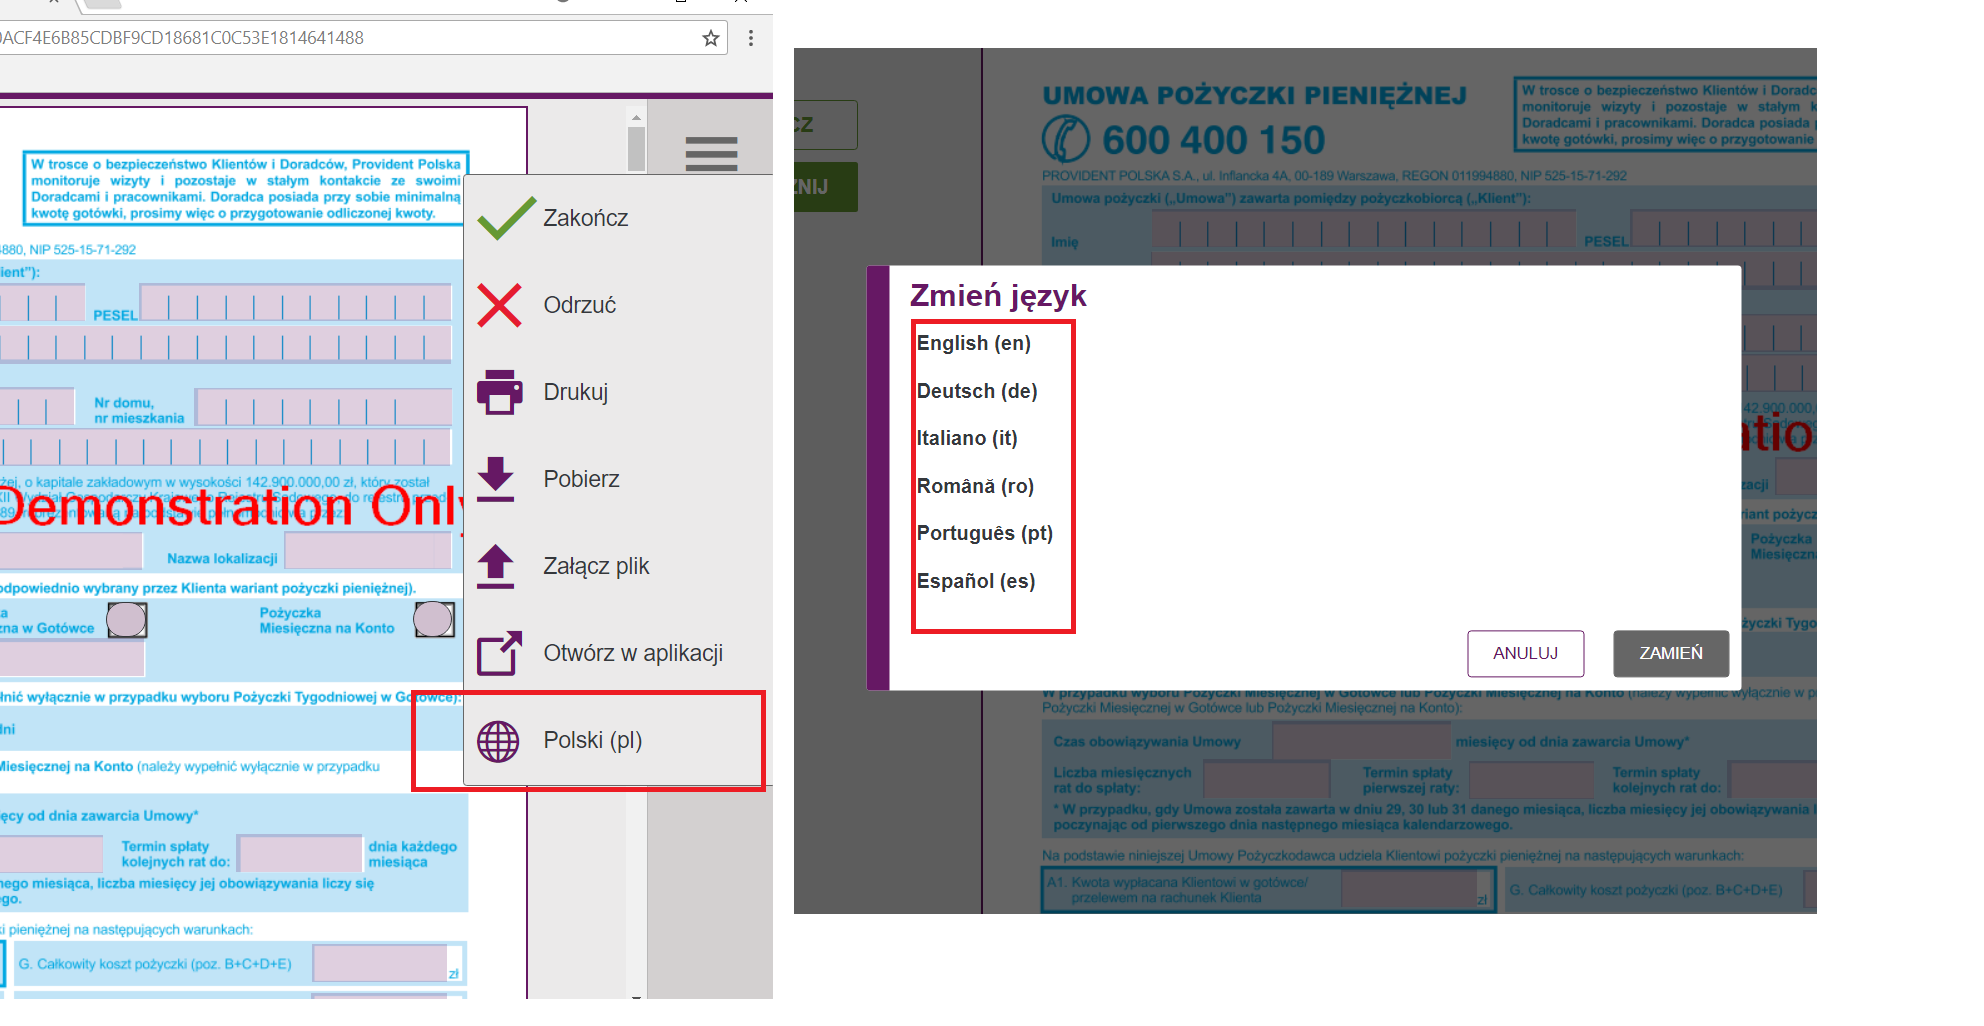 ACF4E6B85CDBF9CD18681C0C53E1814641488
W trosce o bezpieczeństwo Klientów i Doradców, Provident Polska
monitoruje wizyty i pozostaje w stałym kontakcie ze swoimi
Doradcami i pracownikami. Doradca posiada przy sobie minimalną
kwotę gotówki, prosimy więc o przygotowanie odliczonej kwoty.
880, NIP 525-15-71-292
ient"):
PESEL
Nr domu,
nr mieszkania
żej, o kapitale zakładowym w wysokości 142.900.000,00 zł, który został
Demonstration Only
Nazwa lokalizacji
odpowiednio wybrany przez Klienta wariant pożyczki pieniężnej).
na w Gotówce
Pożyczka
Miesięczna na Konto
łnić wyłącznie w przypadku wyboru Pożyczki Tygodniowej w Gotówce):
dni
Miesięcznej na Konto (należy wypełnić wyłącznie w przypadku
ęcy od dnia zawarcia Umowy*
Termin spłaty
kolejnych rat do:
dnia każdego
miesiąca
nego miesiąca, liczba miesięcy jej obowiązywania liczy się
go.
ki pieniężnej na następujących warunkach:
G. Całkowity koszt pożyczki (poz. B+C+D+E)
zł
Zakończ
Odrzuć
Drukuj
Pobierz
Załącz plik
Otwórz w aplikacji
Polski (pl)
CZ
ZNIJ
UMOWA POŻYCZKI PIENIĘŻNEJ
600 400 150
W trosce o bezpieczeństwo Klientów i Doradc
monitoruje wizyty i pozostaje w stałym k
Doradcami i pracownikami. Doradca posiada
kwotę gotówki, prosimy więc o przygotowanie
PROVIDENT POLSKA S.A., ul. Inflancka 4A, 00-189 Warszawa, REGON 011994880, NIP 525-15-71-292
Umowa pożyczki („Umowa") zawarta pomiędzy pożyczkobiorcą („Klient"):
Imię
PESEL
Zmień język
English (en)
Deutsch (de)
Italiano (it)
Română (ro)
Português (pt)
Español (es)
ANULUJ
ZAMIEŃ
42.900.000,
atio
zacji
riant pożycz
Pożyczka
Miesięczn
życzki Tygo
W przypadku wyboru Pożyczki Miesięcznej w Gotówce lub Pożyczki Miesięcznej na Konto (należy wypełnić wyłącznie w p
Pożyczki Miesięcznej w Gotówce lub Pożyczki Miesięcznej na Konto):
Czas obowiązywania Umowy
miesięcy od dnia zawarcia Umowy*
Liczba miesięcznych
rat do spłaty:
Termin spłaty
pierwszej raty:
Termin spłaty
kolejnych rat do:
* W przypadku, gdy Umowa została zawarta w dniu 29, 30 lub 31 danego miesiąca, liczba miesięcy jej obowiązywania l
poczynając od pierwszego dnia następnego miesiąca kalendarzowego.
Na podstawie niniejszej Umowy Pożyczkodawca udziela Klientowi pożyczki pieniężnej na następujących warunkach:
A1. Kwota wypłacana Klientowi w gotówce/
przelewem na rachunek Klienta
zł
G. Całkowity koszt pożyczki (poz. B+C+D+E)